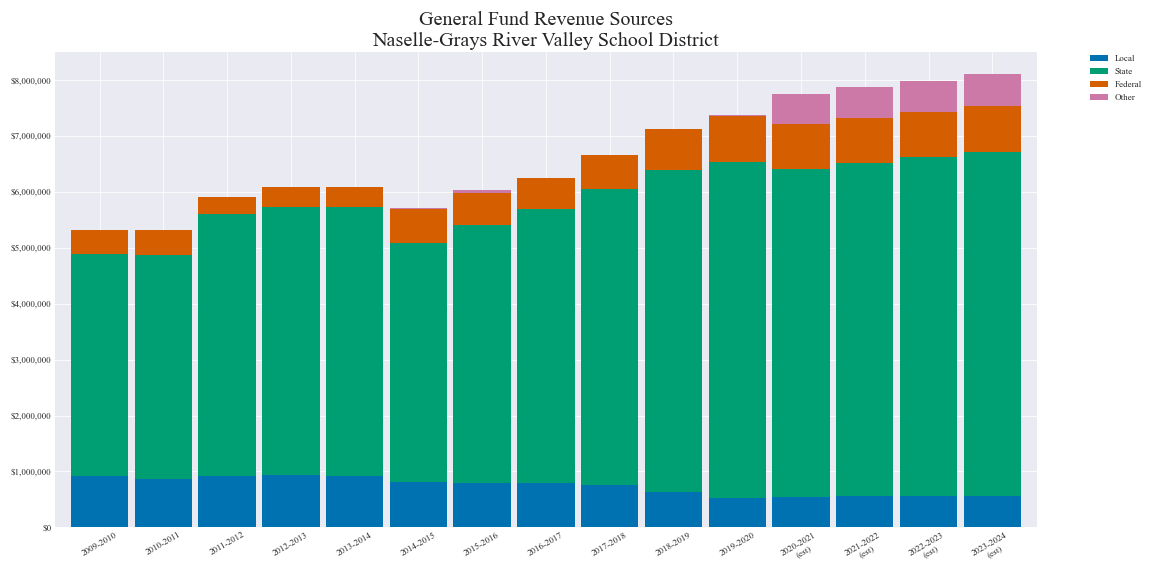 General Fund Revenue Sources
Naselle-Grays River Valley School District
Local
State
Federal
Other
$8,000,000
$7,000,000
$6,000,000
$5,000,000
$4,000,000
$3,000,000
$2,000,000
$1,000,000
$0
2009-2010
2010-2011
2011-2012
2012-2013
2013-2014
2014-2015
2015-2016
2016-2017
2017-2018
2018-2019
2019-2020
2020-2021
(est)
2021-2022
(est)
2022-2023
(est)
2023-2024
(est)